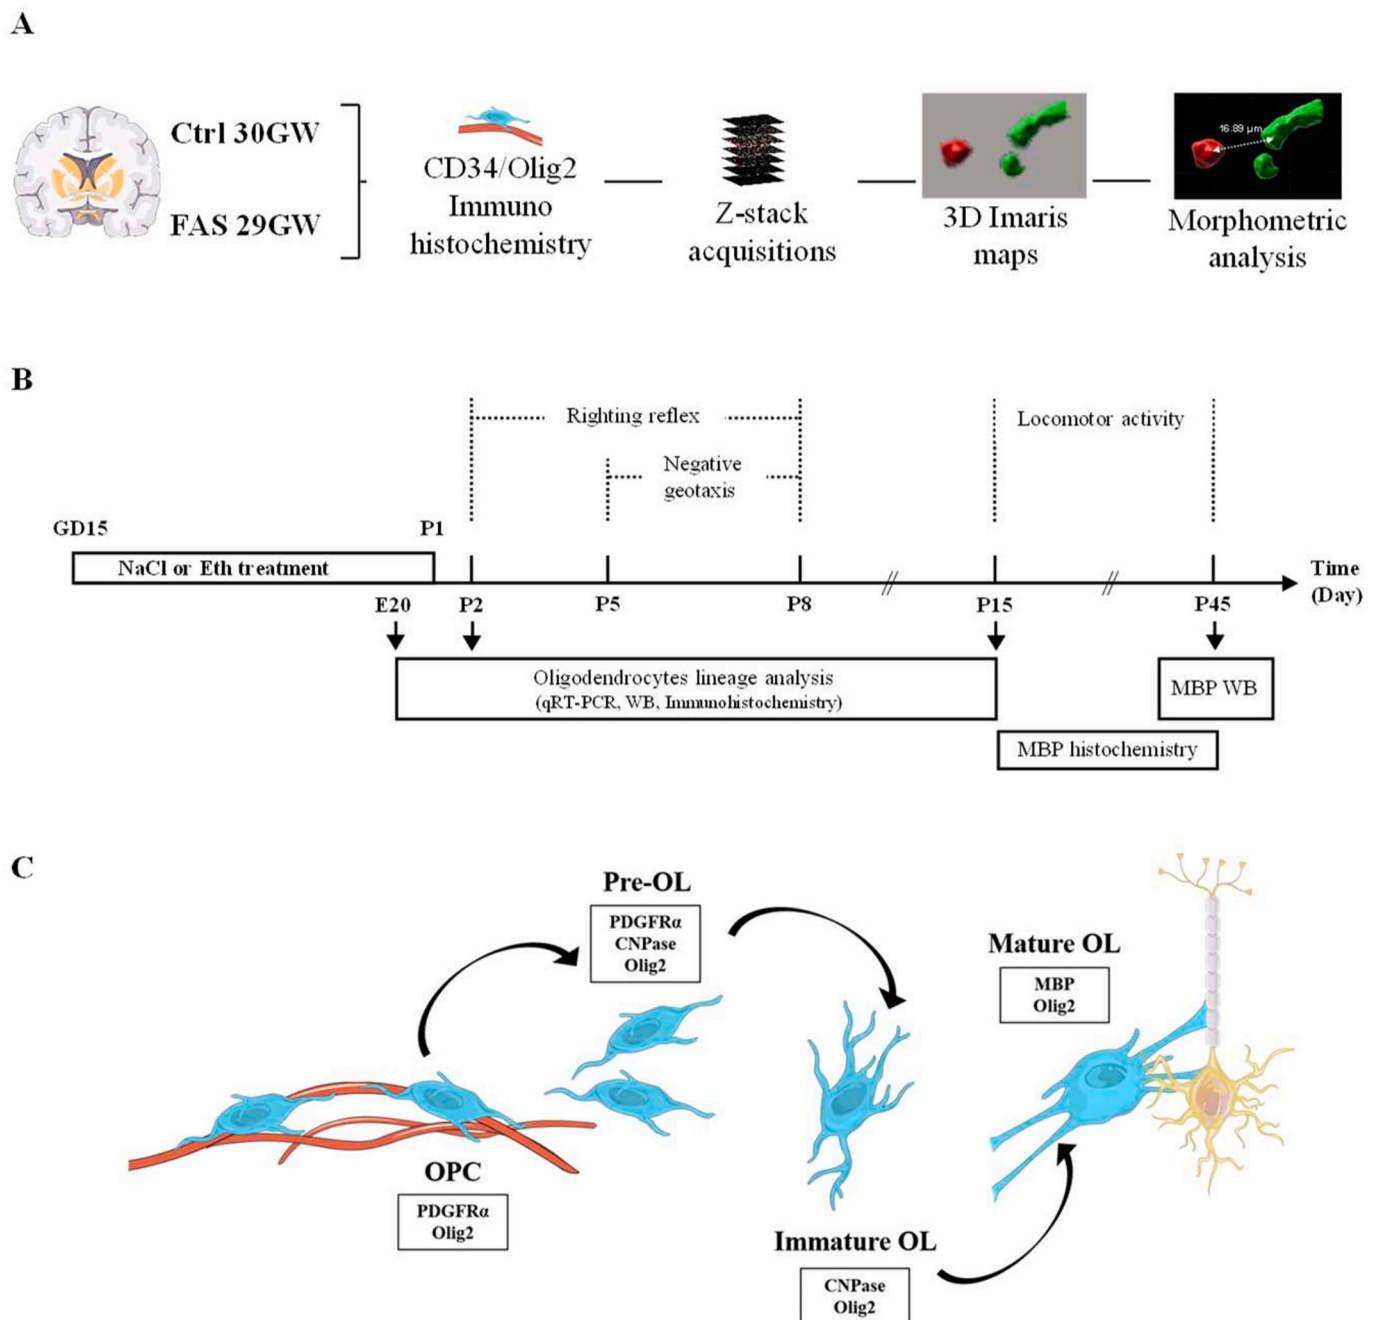 A
Ctrl 30GW
FAS 29GW
CD34/Olig2
Immuno
histochemistry
Z-stack
acquisitions
3D Imaris
maps
16.89 µm
Morphometric
analysis
B
Righting reflex
Locomotor activity
Negative
geotaxis
GD15
P1
NaCl or Eth treatment
Time
(Day)
E20
P2
P5
P8
P15
P45
Oligodendrocytes lineage analysis
(qRT-PCR, WB, Immunohistochemistry)
MBP WB
MBP histochemistry
C
Pre-OL
PDGFRα
CNPase
Olig2
Mature OL
MBP
Olig2
OPC
PDGFRα
Olig2
Immature OL
CNPase
Olig2